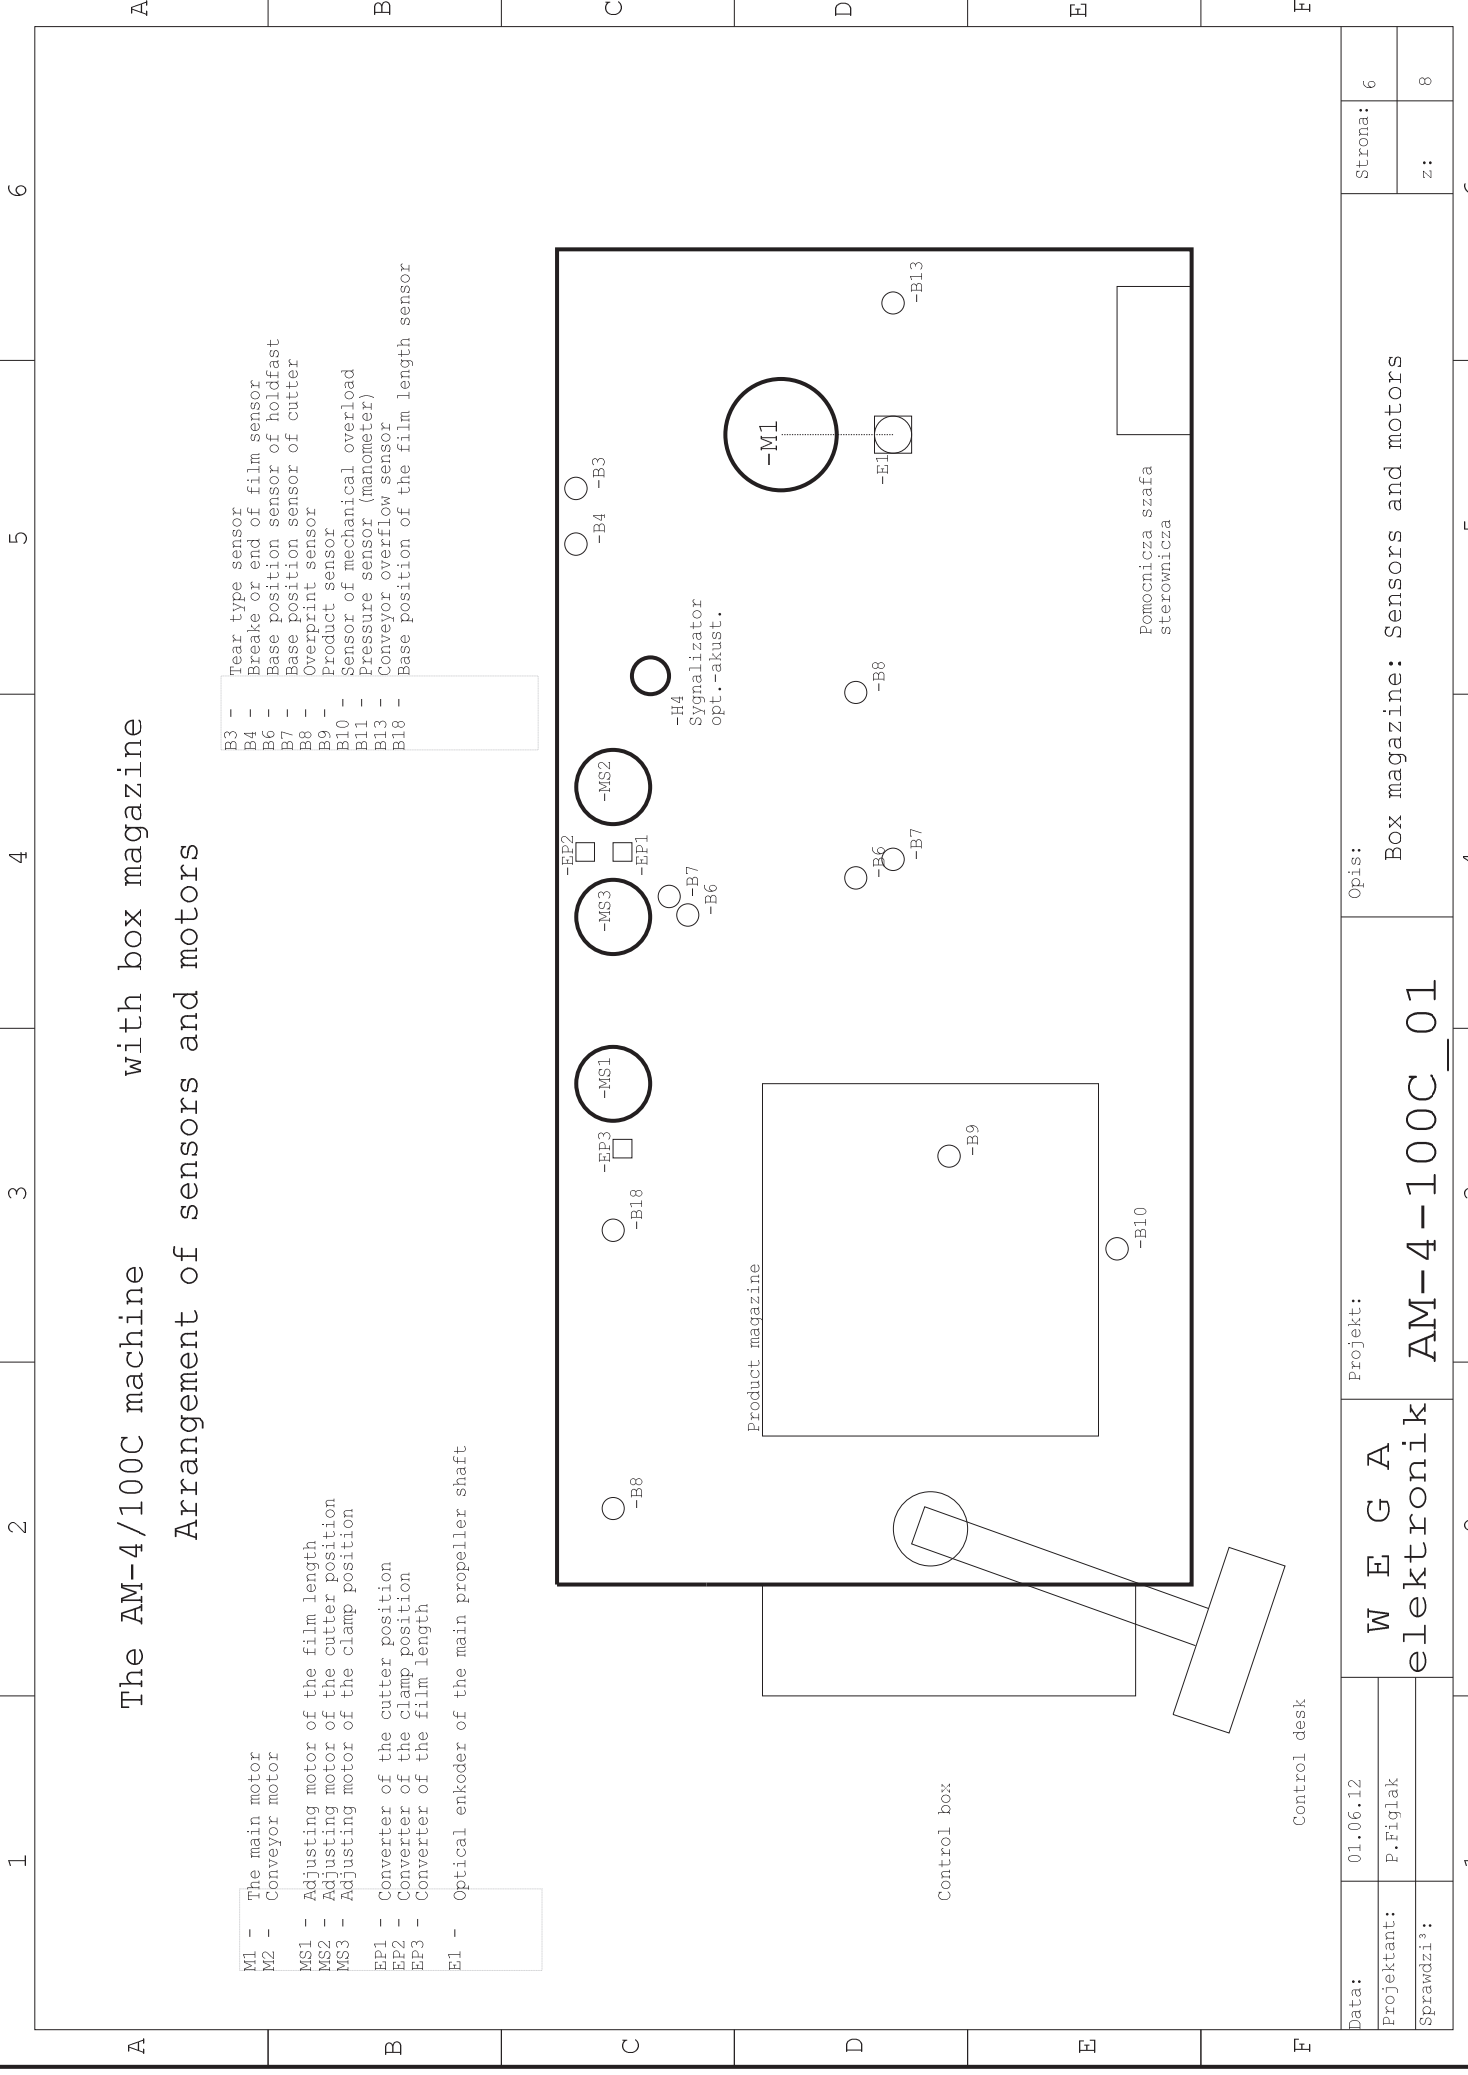 1 2 3 4 5 6
A A
B B
C C
D D
E E
F F
The AM-4/100C machine with box magazine
Arrangement of sensors and motors
M1 - The main motor
M2 - Conveyor motor
MS1 - Adjusting motor of the film length
MS2 - Adjusting motor of the cutter position
MS3 - Adjusting motor of the clamp position
EP1 - Converter of the cutter position
EP2 - Converter of the clamp position
EP3 - Converter of the film length
E1 - Optical enkoder of the main propeller shaft
B3 - Tear type sensor
B4 - Breake or end of film sensor
B6 - Base position sensor of holdfast
B7 - Base position sensor of cutter
B8 - Overprint sensor
B9 - Product sensor
B10 - Sensor of mechanical overload
B11 - Pressure sensor (manometer)
B13 - Conveyor overflow sensor
B18 - Base position of the film length sensor
-EP2
-B3
-B4
-B8
-B18
-EP3
-MS1
-MS3
-EP1
-MS2
-B7
-B6
-H4
Sygnalizator
opt.-akust.
-M1
Product magazine
-B6
-B8
-E1
-B7
-B13
-B9
Control box
-B10
Pomocnicza szafa
sterownicza
Control desk
Data: 01.06.12
Projektant: P.Figlak
Sprawdzi³:
W E G A
elektronik
Projekt:
AM-4-100C_01
Opis:
Box magazine: Sensors and motors
Strona: 6
z: 8
1 2 3 4 5 6